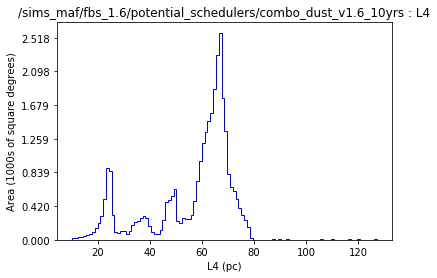 /sims_maf/fbs_1.6/potential_schedulers/combo_dust_v1.6_10yrs : L4
2.518
2.098
1.679
1.259
0.839
0.420
0.000
Area (1000s of square degrees)
20 40 60 80 100 120
L4 (pc)